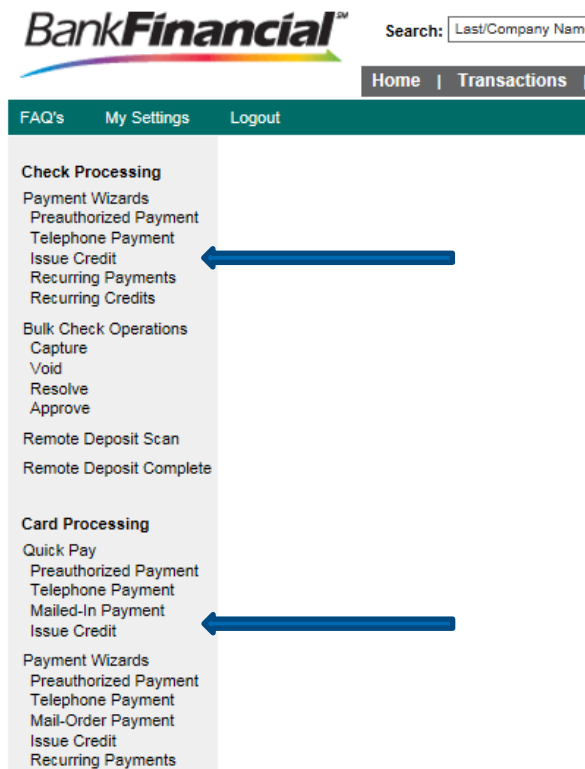 BankFinancial℠
Search: Last/Company Nam
Home | Transactions |
FAQ's My Settings Logout
Check Processing
Payment Wizards
Preauthorized Payment
Telephone Payment
Issue Credit
Recurring Payments
Recurring Credits
Bulk Check Operations
Capture
Void
Resolve
Approve
Remote Deposit Scan
Remote Deposit Complete
Card Processing
Quick Pay
Preauthorized Payment
Telephone Payment
Mailed-In Payment
Issue Credit
Payment Wizards
Preauthorized Payment
Telephone Payment
Mail-Order Payment
Issue Credit
Recurring Payments